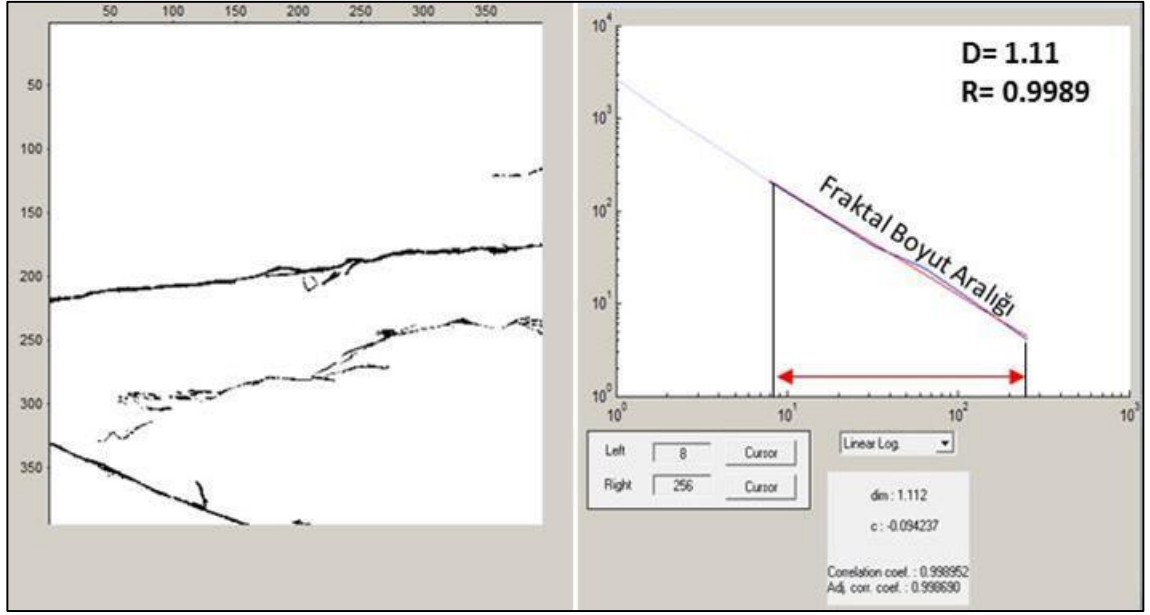 50 100 150 200 250 300 350
50
100
150
200
250
300
350
D= 1.11
R= 0.9989
10^4
10^3
10^2
10^1
10^0
Fraktal Boyut Aralığı
10^0 10^1 10^2 10^3
Left 8 Cursor
Right 256 Cursor
Linear Log.
dim : 1.112
c : -0.094237
Correlation coef. : 0.998952
Adj. corr. coef. : 0.998690